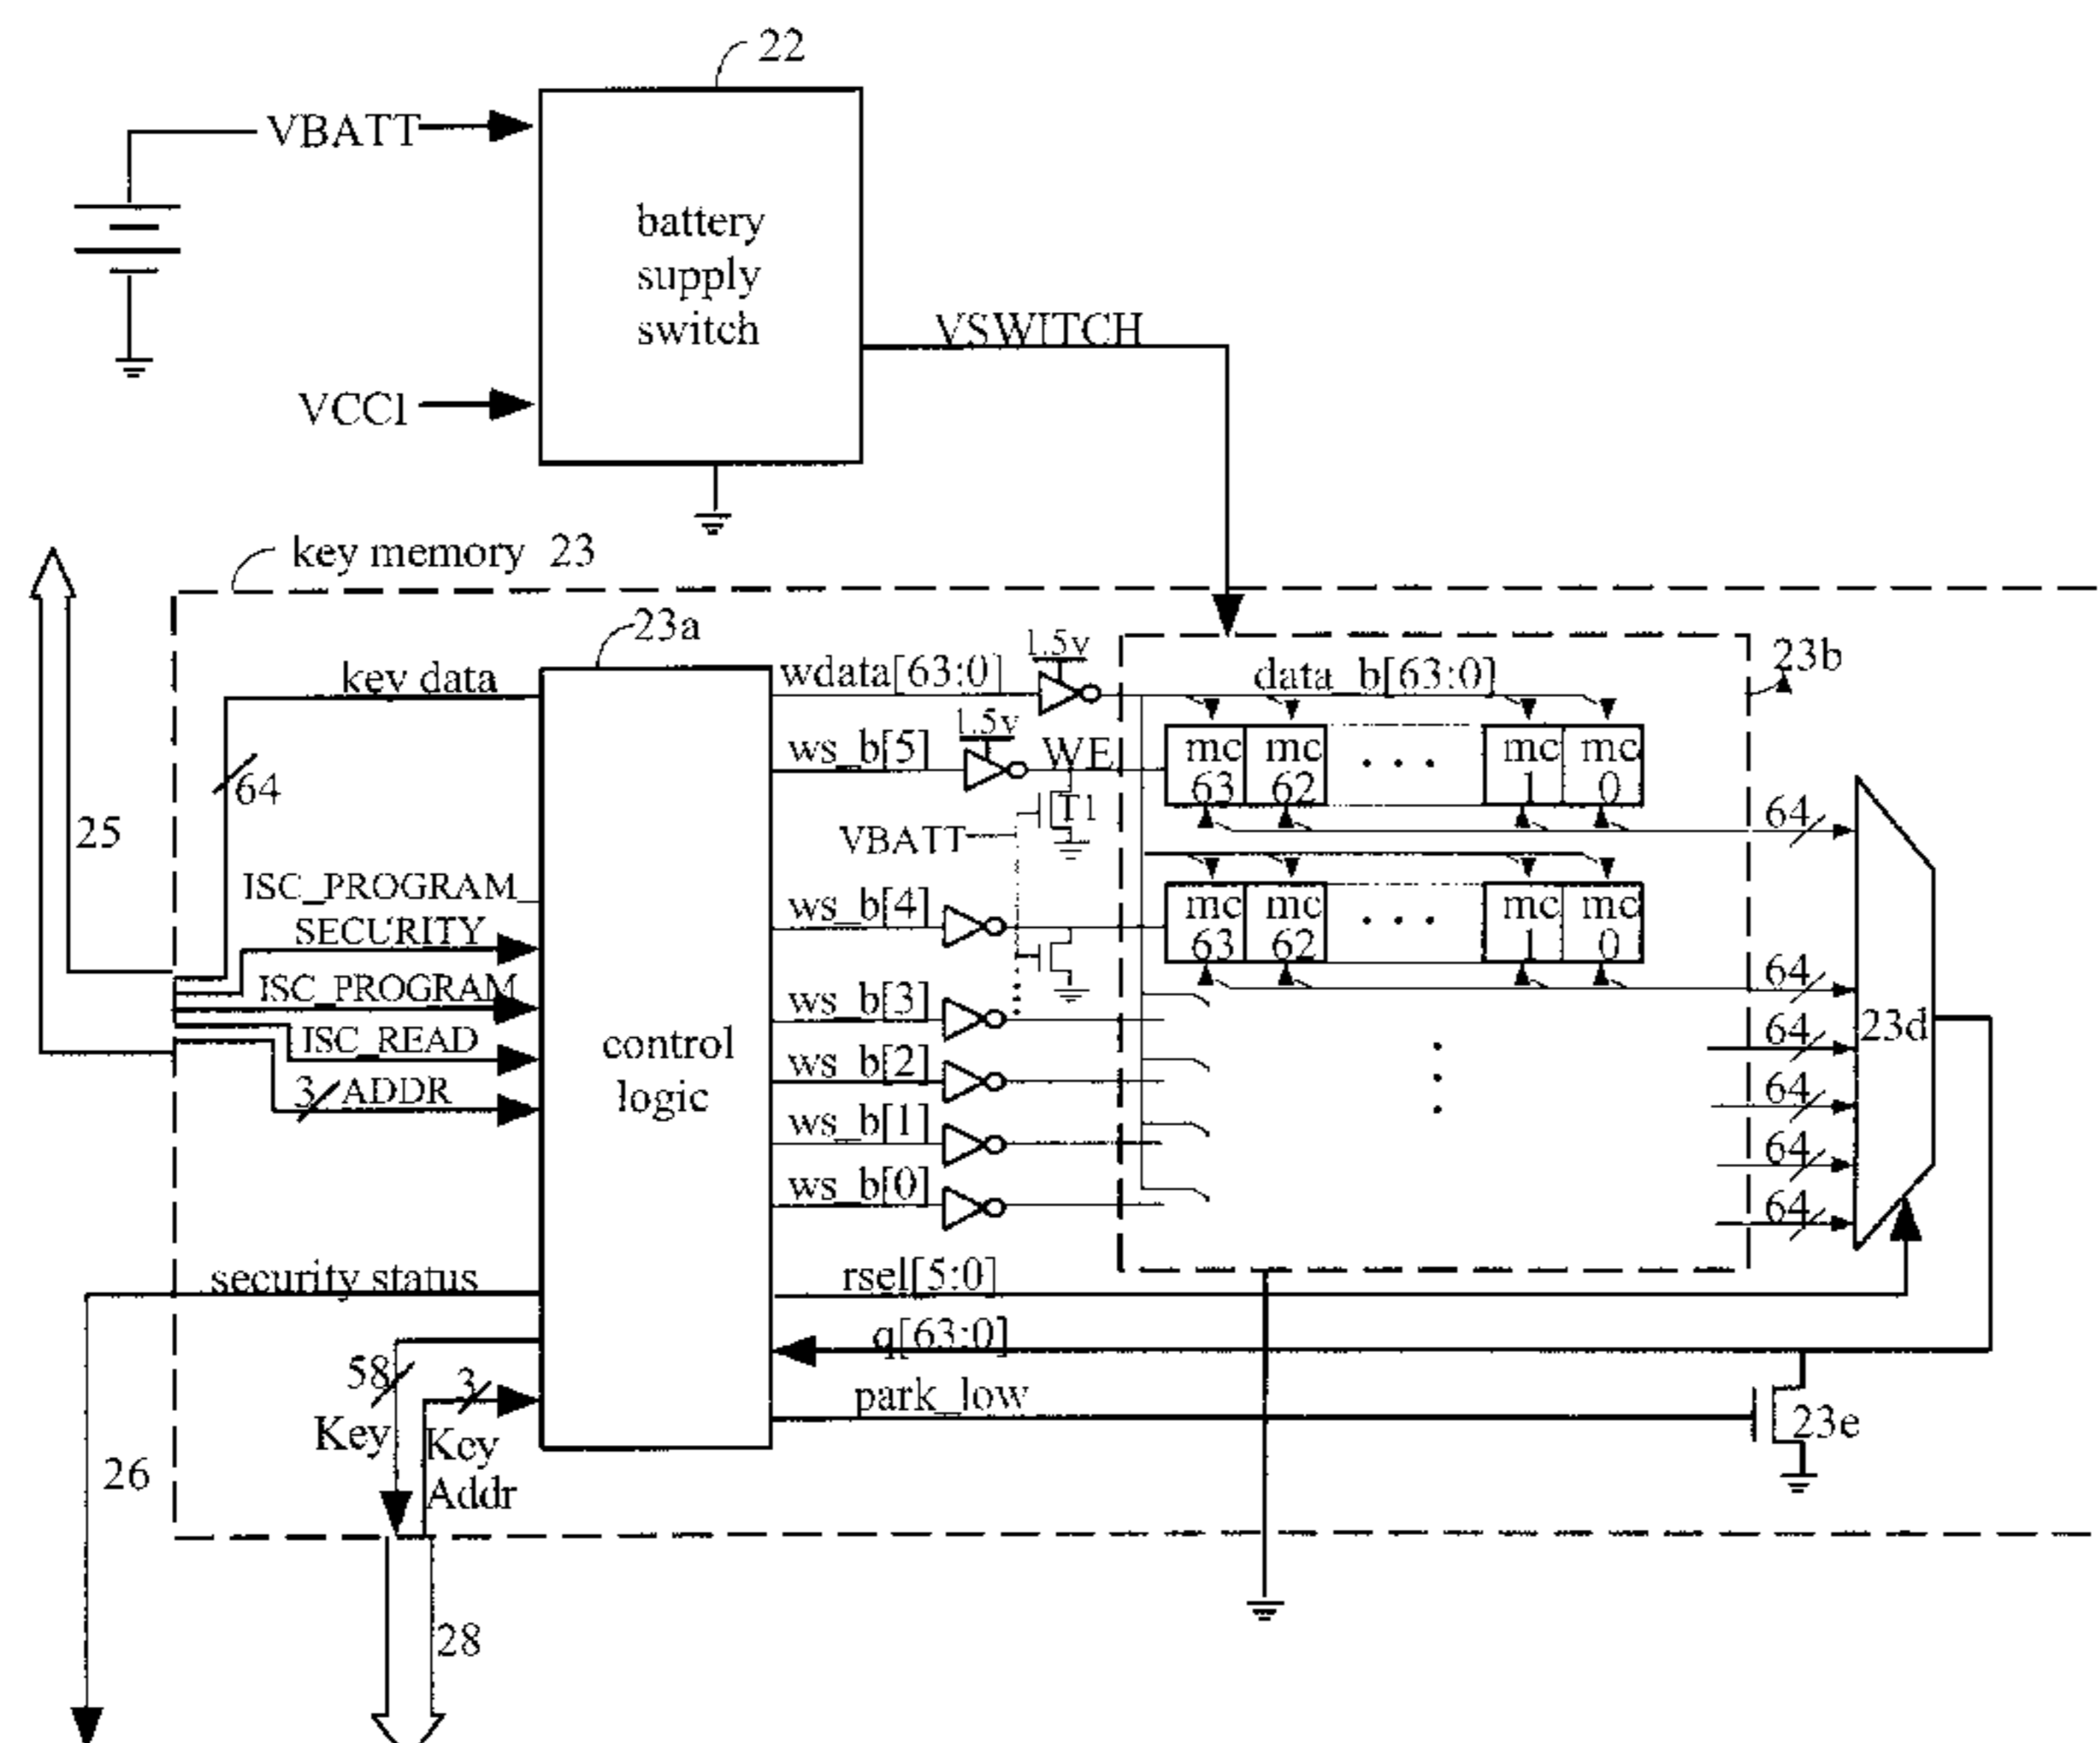 22
VBATT
battery
supply
switch
VSWITCH
VCCI
key memory 23
23a
1.5v
key data
wdata[63:0]
data_b[63:0]
23b
1.5v
ws_b[5]
WE
mc 63
mc 62
• • •
mc 1
mc 0
64
T1
64
25
VBATT
ISC_PROGRAM_
SECURITY
ws_b[4]
mc 63
mc 62
• • •
mc 1
mc 0
ISC_PROGRAM
64
ws_b[3]
23d
ISC_READ
control
logic
64
ws_b[2]
3
ADDR
64
ws_b[1]
64
ws_b[0]
64
security status
rsel[5:0]
q[63:0]
58
3
park_low
Key
Key
Addr
23e
26
28